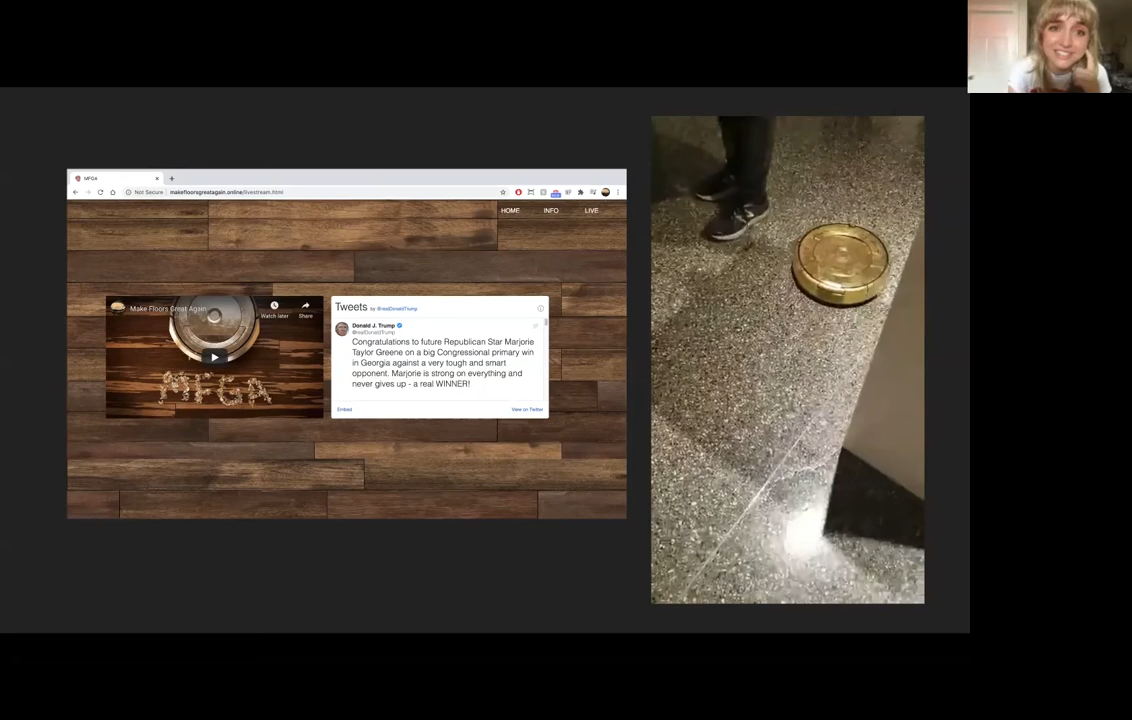 MFGA
Not Secure
makefloorsgreatagain.online/livestream.html
HOME INFO LIVE
Make Floors Great Again
Watch later
Share
MFGA
Tweets by @realDonaldTrump
Donald J. Trump
@realDonaldTrump
Congratulations to future Republican Star Marjorie
Taylor Greene on a big Congressional primary win
in Georgia against a very tough and smart
opponent. Marjorie is strong on everything and
never gives up - a real WINNER!
Embed
View on Twitter